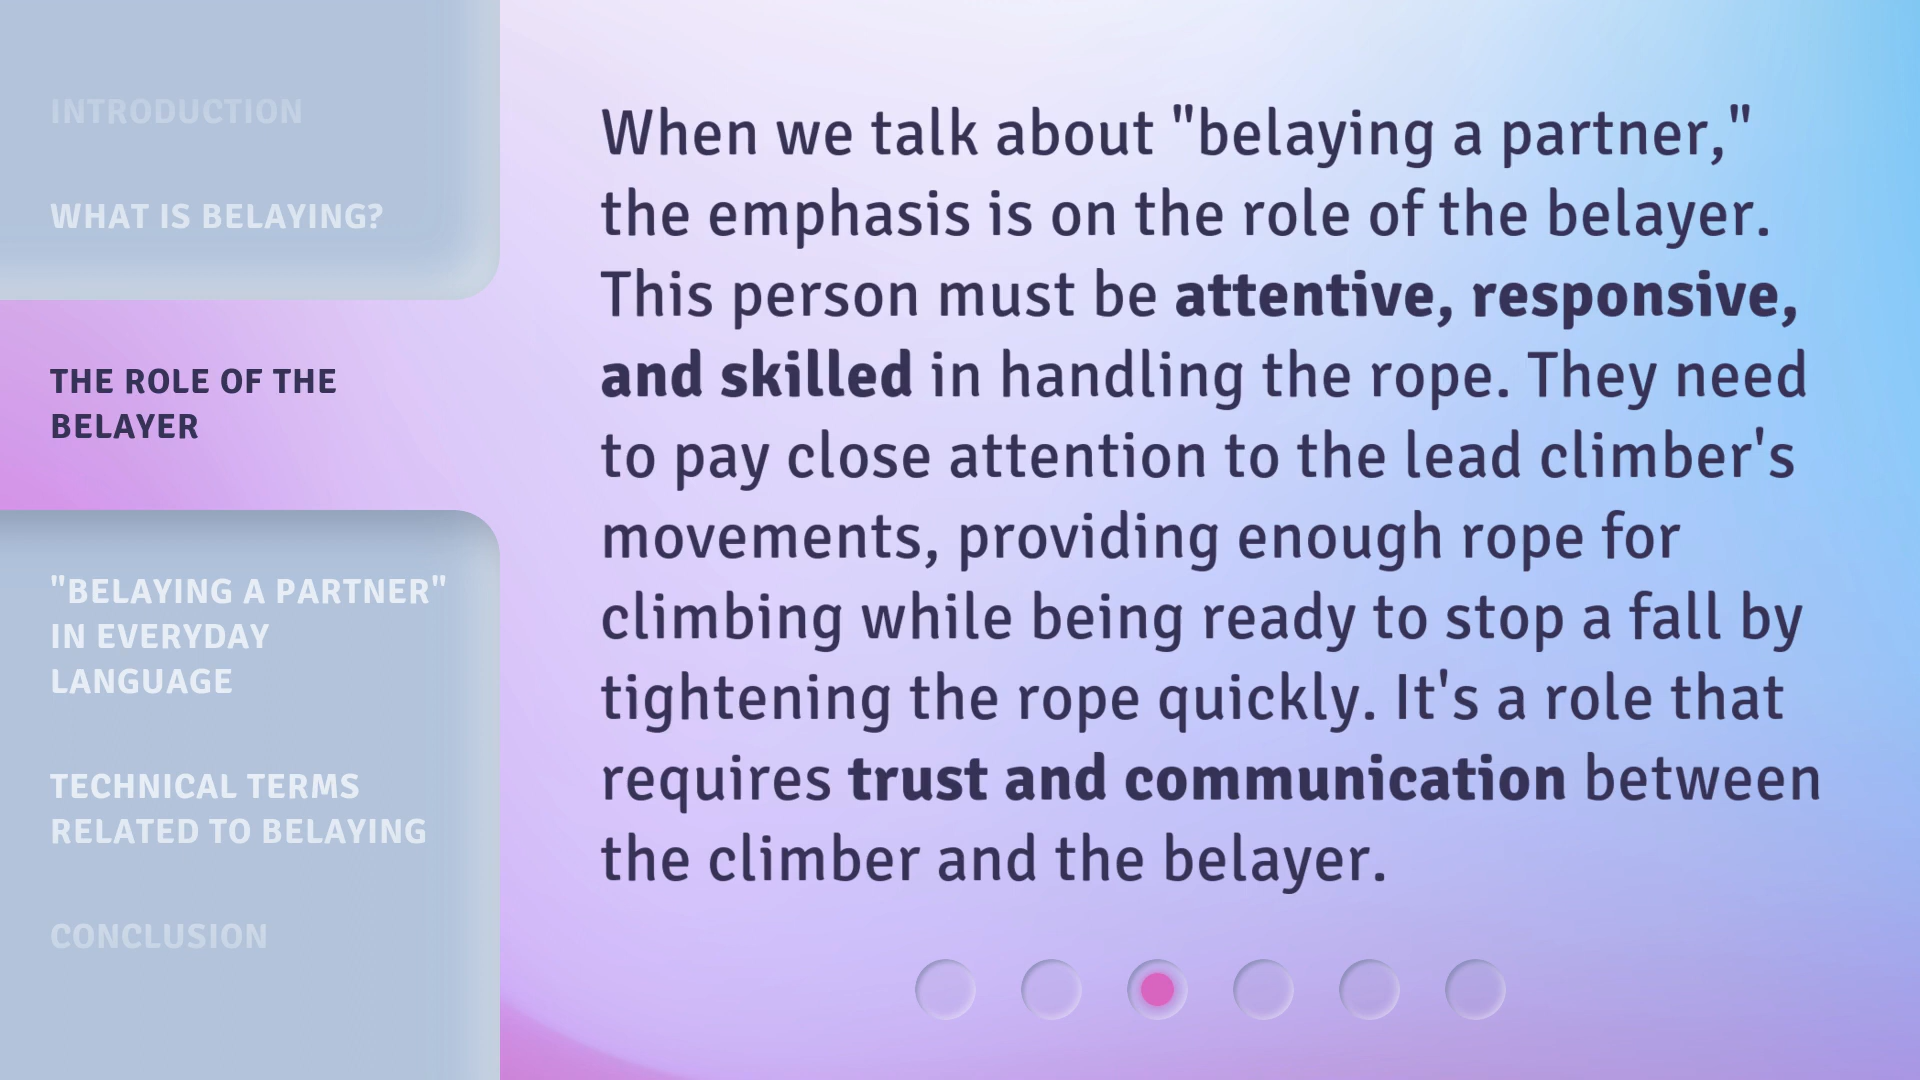 INTRODUCTION
WHAT IS BELAYING?
THE ROLE OF THE
BELAYER
"BELAYING A PARTNER"
IN EVERYDAY
LANGUAGE
TECHNICAL TERMS
RELATED TO BELAYING
CONCLUSION
When we talk about "belaying a partner,"
the emphasis is on the role of the belayer.
This person must be attentive, responsive,
and skilled in handling the rope. They need
to pay close attention to the lead climber's
movements, providing enough rope for
climbing while being ready to stop a fall by
tightening the rope quickly. It's a role that
requires trust and communication between
the climber and the belayer.